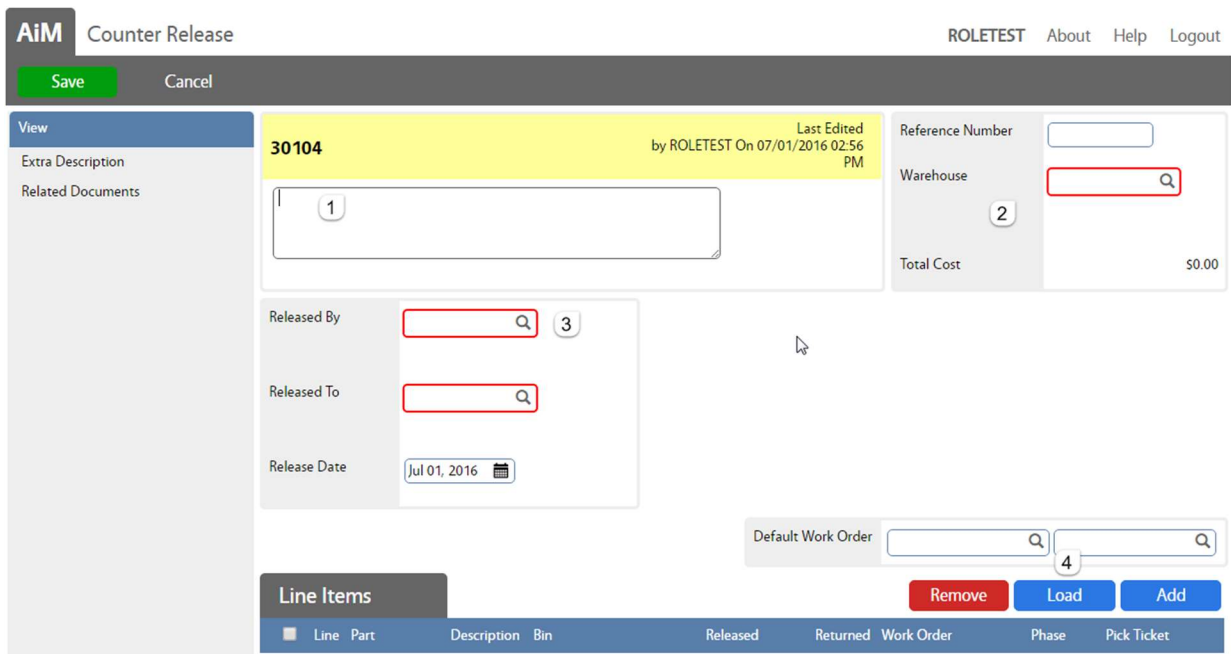 AiM Counter Release ROLETEST About Help Logout
Save Cancel
View
Extra Description
Related Documents
30104
Last Edited
by ROLETEST On 07/01/2016 02:56
PM
1
Reference Number
Warehouse
2
Total Cost $0.00
Released By
3
Released To
Release Date Jul 01, 2016
Default Work Order
4
Line Items Remove Load Add
Line Part Description Bin Released Returned Work Order Phase Pick Ticket